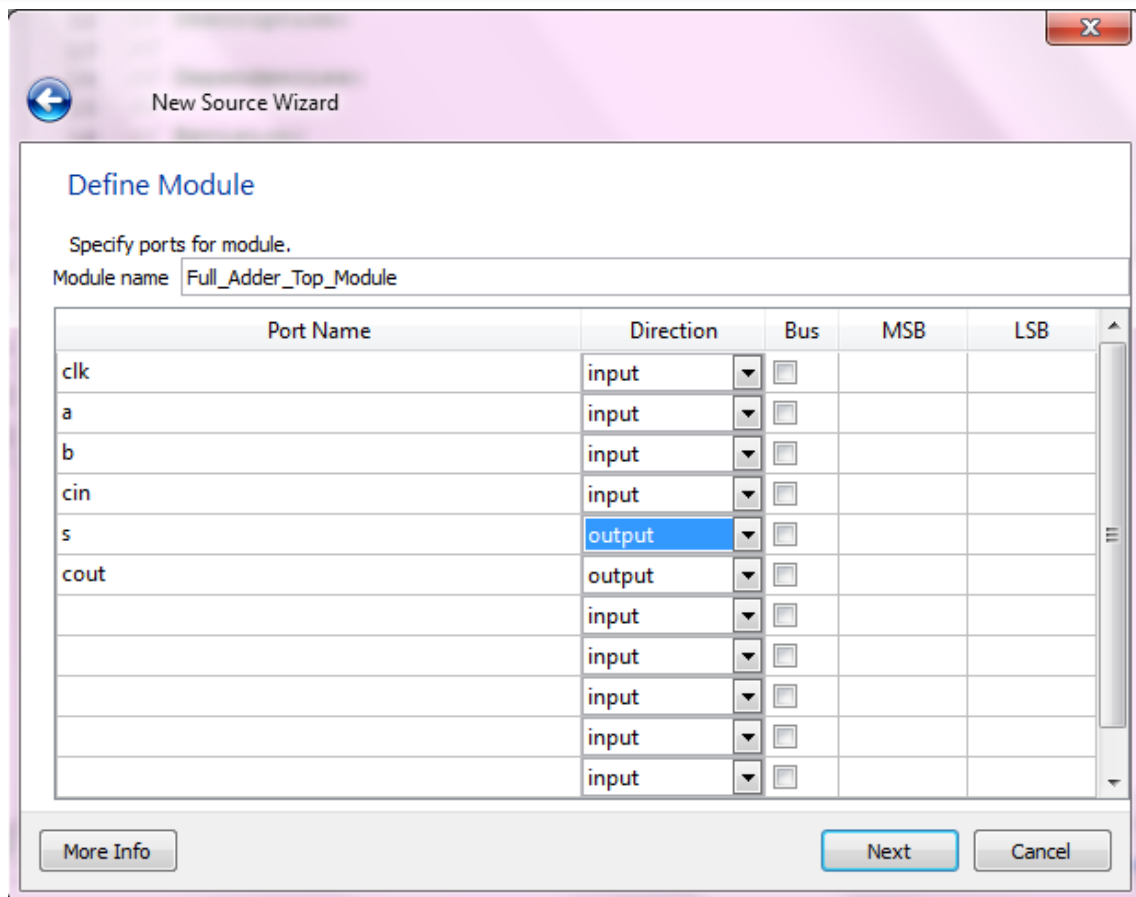 New Source Wizard
Define Module
Specify ports for module.
Module name Full_Adder_Top_Module
Port Name Direction Bus MSB LSB
clk input
a input
b input
cin input
s output
cout output
input
input
input
input
input
More Info Next Cancel